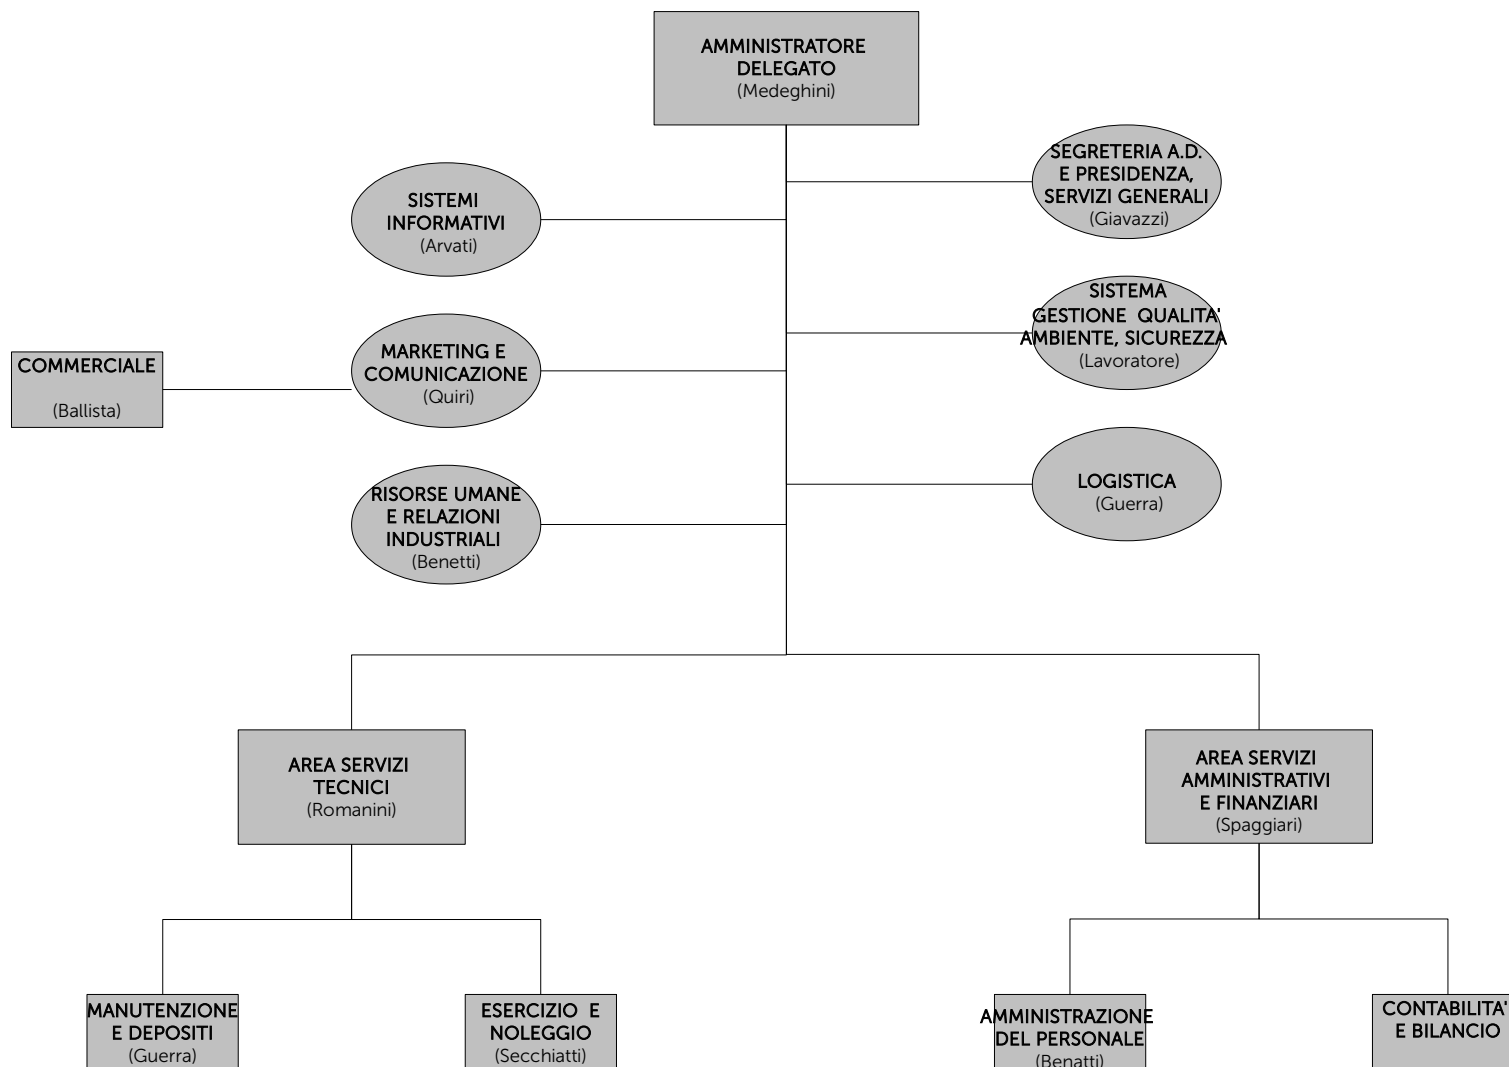 AMMINISTRATORE
DELEGATO
(Medeghini)
SEGRETERIA A.D.
E PRESIDENZA,
SERVIZI GENERALI
(Giavazzi)
SISTEMI
INFORMATIVI
(Arvati)
SISTEMA
GESTIONE QUALITA'
AMBIENTE, SICUREZZA
(Lavoratore)
MARKETING E
COMUNICAZIONE
(Quiri)
COMMERCIALE
(Ballista)
RISORSE UMANE
E RELAZIONI
INDUSTRIALI
(Benetti)
LOGISTICA
(Guerra)
AREA SERVIZI
TECNICI
(Romanini)
AREA SERVIZI
AMMINISTRATIVI
E FINANZIARI
(Spaggiari)
MANUTENZIONE
E DEPOSITI
(Guerra)
ESERCIZIO E
NOLEGGIO
(Secchiatti)
AMMINISTRAZIONE
DEL PERSONALE
(Benatti)
CONTABILITA'
E BILANCIO